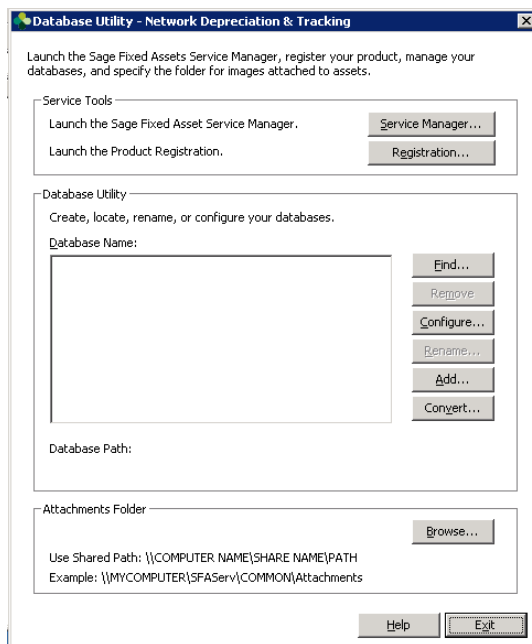 Database Utility - Network Depreciation & Tracking
Launch the Sage Fixed Assets Service Manager, register your product, manage your
databases, and specify the folder for images attached to assets.
Service Tools
Launch the Sage Fixed Asset Service Manager.
Service Manager...
Launch the Product Registration.
Registration...
Database Utility
Create, locate, rename, or configure your databases.
Database Name:
Find...
Remove
Configure...
Rename...
Add...
Convert...
Database Path:
Attachments Folder
Browse...
Use Shared Path: \\COMPUTER NAME\SHARE NAME\PATH
Example: \\MYCOMPUTER\SFAServ\COMMON\Attachments
Help
Exit